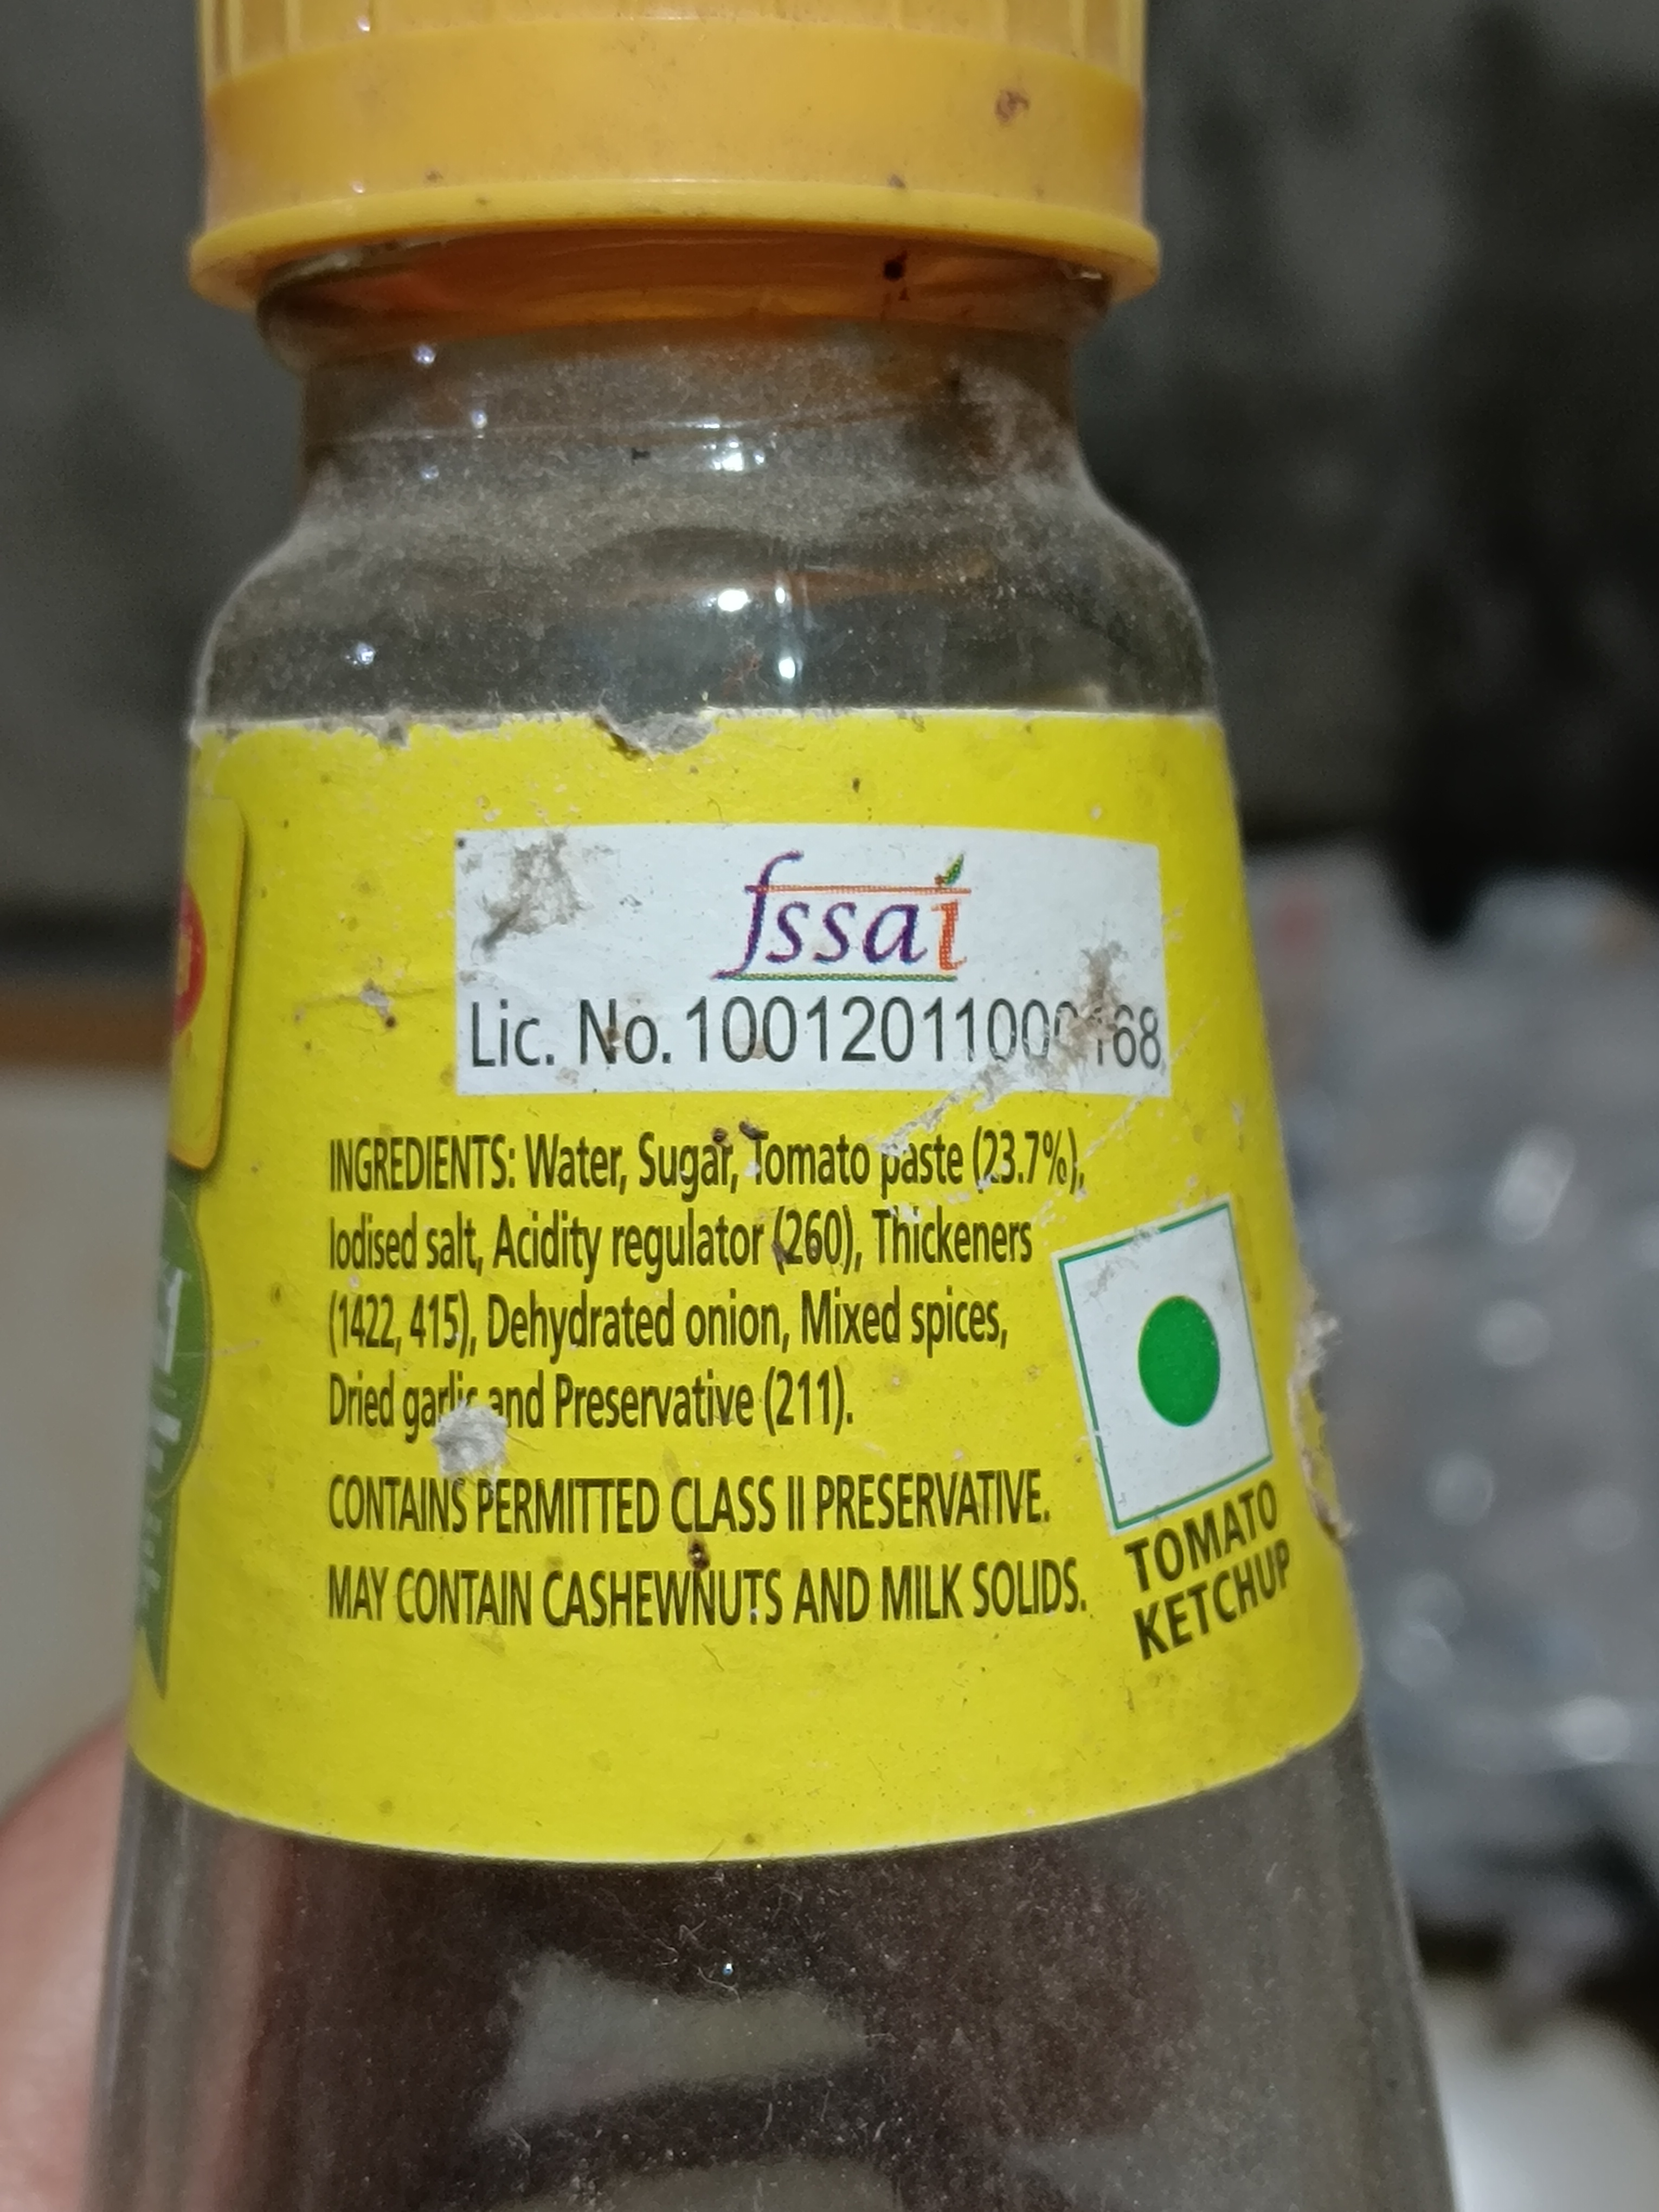 fssai
Lic. No.
INGREDIENTS: Water, Sugar, Tomato paste (23.7%),
Iodised salt, Acidity regulator (260), Thickeners
(1422, 415), Dehydrated onion, Mixed spices,
Dried garlic and Preservative (211).
CONTAINS PERMITTED CLASS II PRESERVATIVE.
MAY CONTAIN CASHEWNUTS AND MILK SOLIDS.
TOMATO
KETCHUP